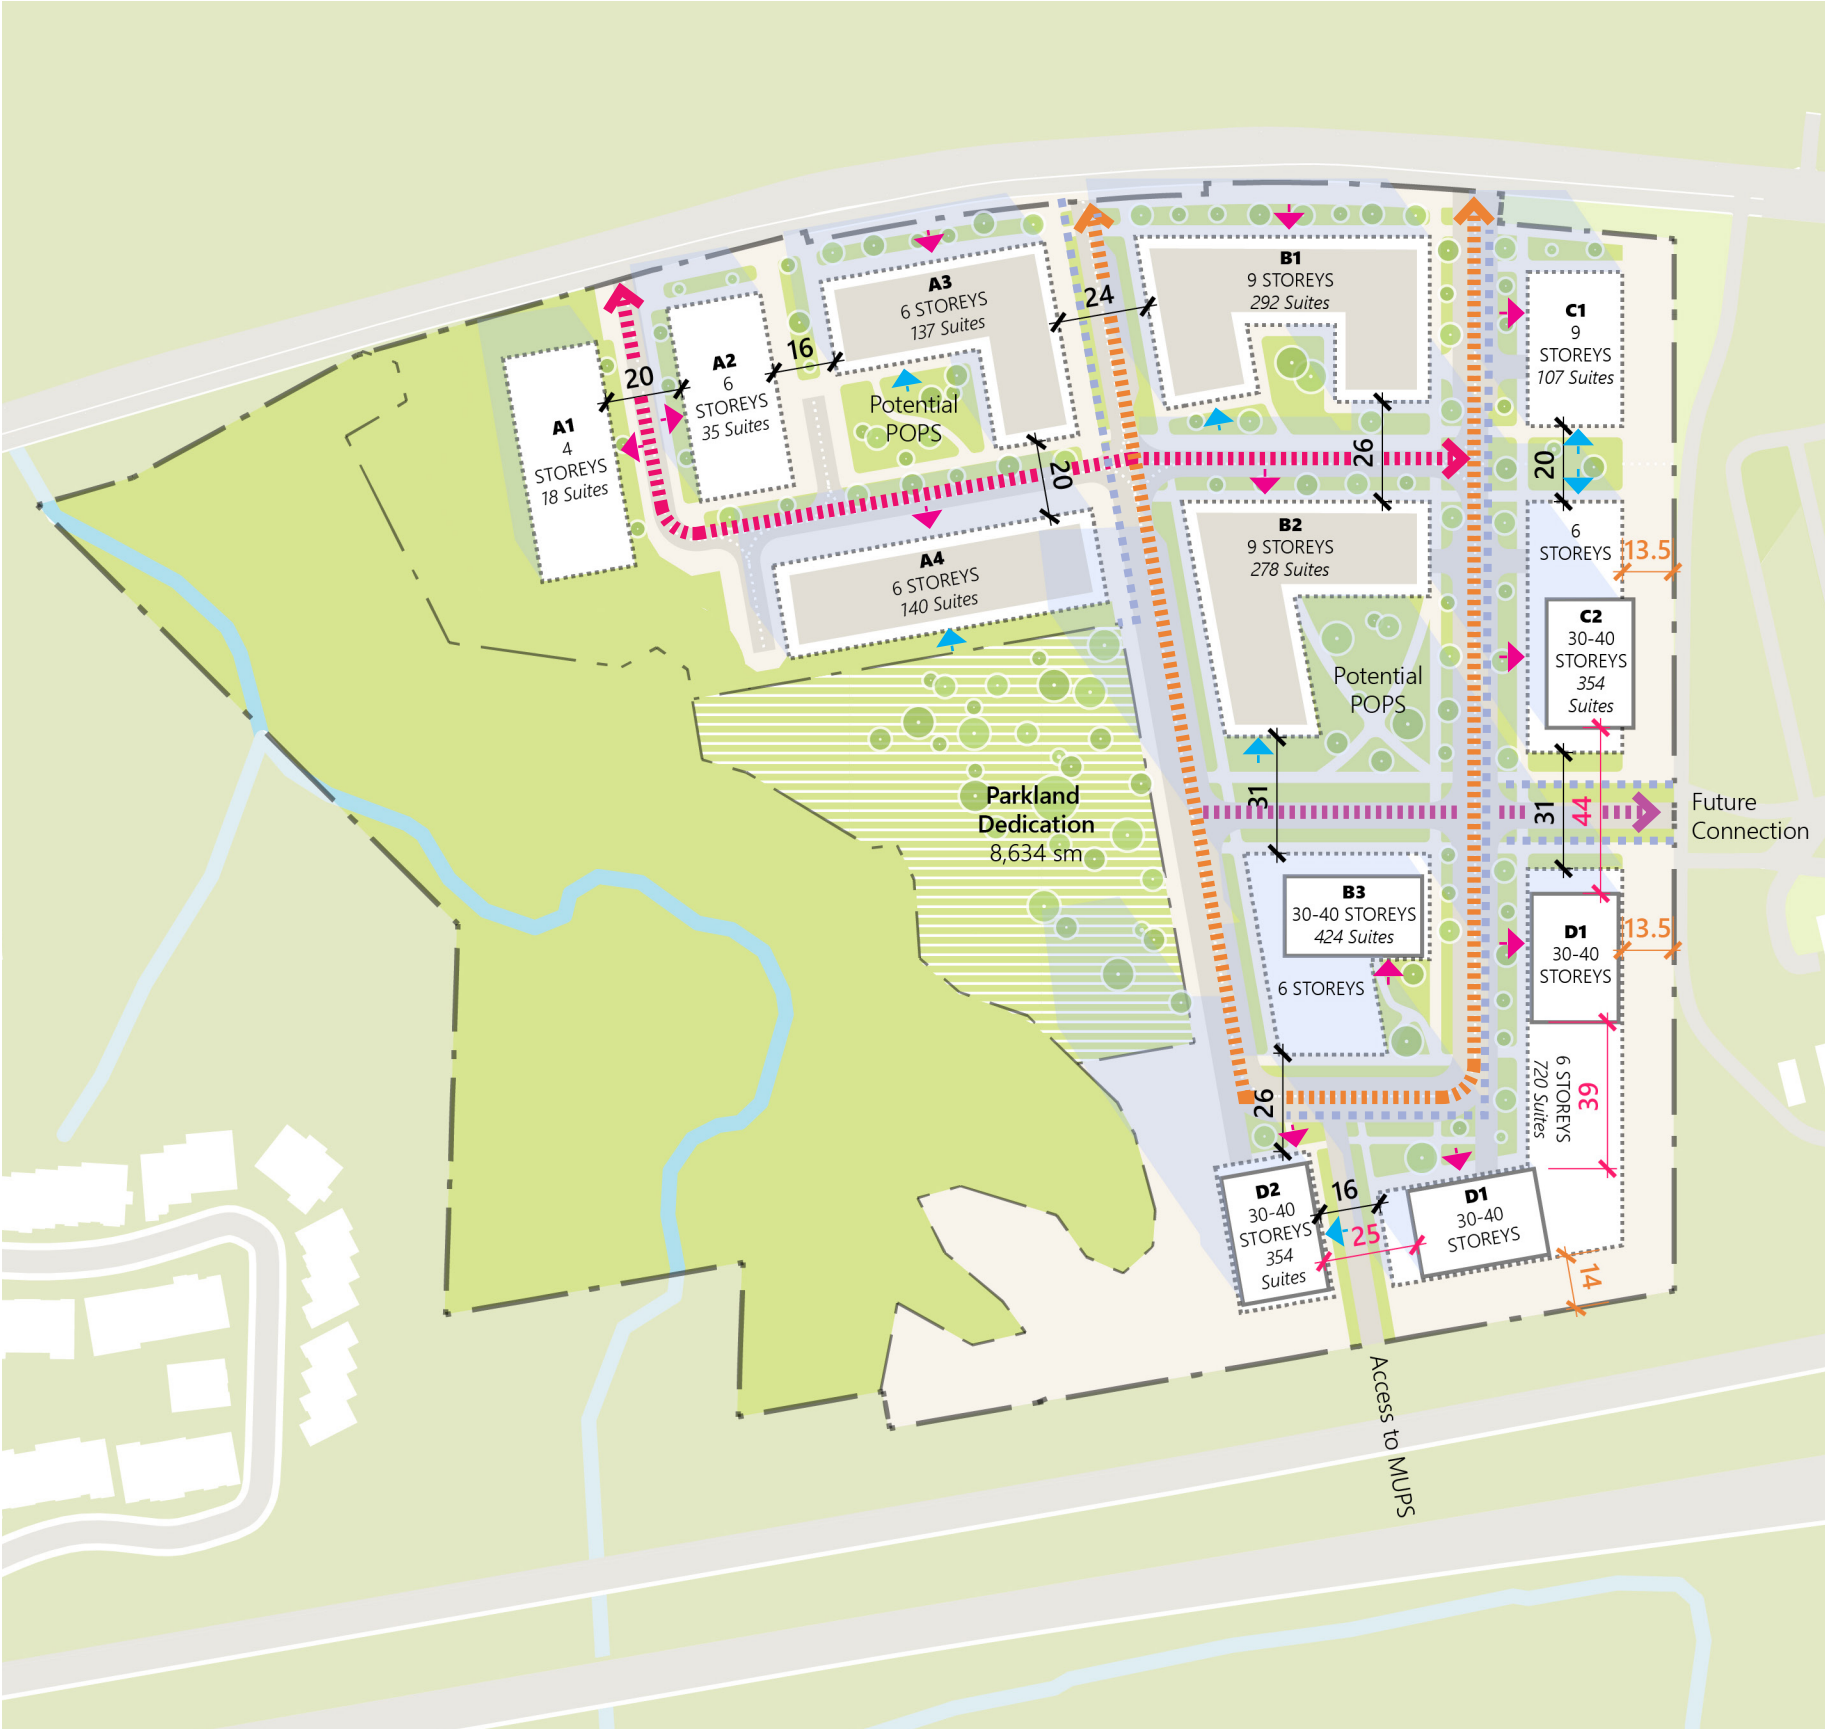 A1
4
STOREYS
18 Suites
20
A2
6
STOREYS
35 Suites
16
A3
6 STOREYS
137 Suites
Potential
POPS
20
A4
6 STOREYS
140 Suites
24
B1
9 STOREYS
292 Suites
26
C1
9
STOREYS
107 Suites
20
B2
9 STOREYS
278 Suites
Potential
POPS
6
STOREYS
13.5
C2
30-40
STOREYS
354
Suites
Parkland
Dedication
8,634 sm
31
31
44
Future
Connection
B3
30-40 STOREYS
424 Suites
6 STOREYS
D1
30-40
STOREYS
13.5
6 STOREYS
720 Suites
39
26
D2
30-40
STOREYS
354
Suites
16
25
D1
30-40
STOREYS
14
Access to MUPS